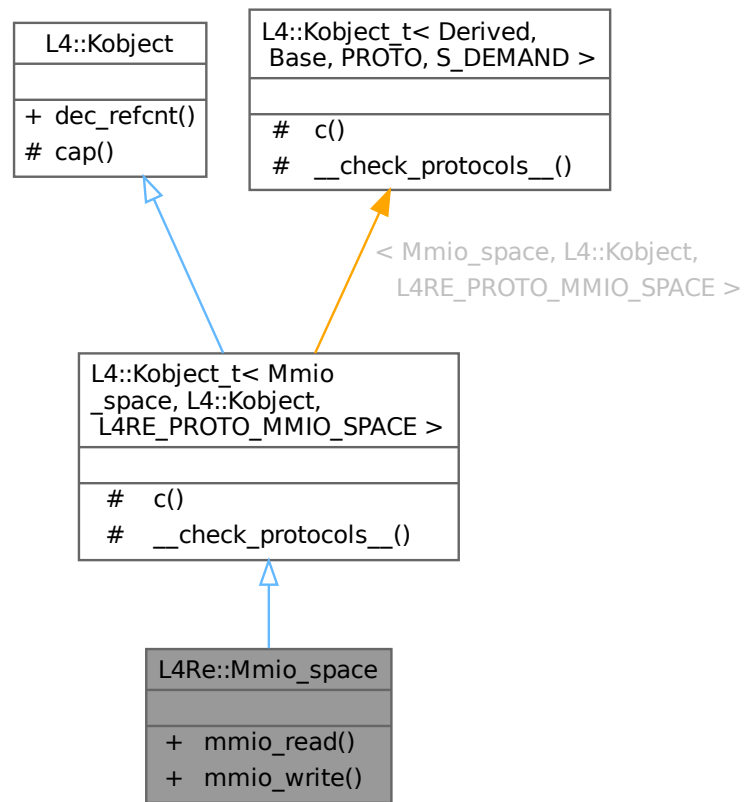 L4::Kobject
+ dec_refcnt()
# cap()
L4::Kobject_t< Derived,
Base, PROTO, S_DEMAND >
# c()
# __check_protocols__()
< Mmio_space, L4::Kobject,
L4RE_PROTO_MMIO_SPACE >
L4::Kobject_t< Mmio
_space, L4::Kobject,
L4RE_PROTO_MMIO_SPACE >
# c()
# __check_protocols__()
L4Re::Mmio_space
+ mmio_read()
+ mmio_write()